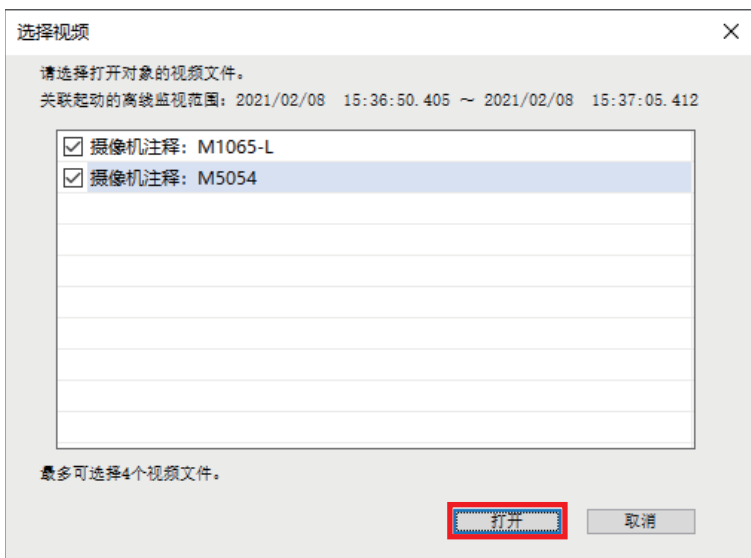 选择视频
请选择打开对象的视频文件。
关联起动的离线监视范围：2021/02/08 15:36:50.405 ～ 2021/02/08 15:37:05.412
摄像机注释：M1065-L
摄像机注释：M5054
最多可选择4个视频文件。
打开 取消